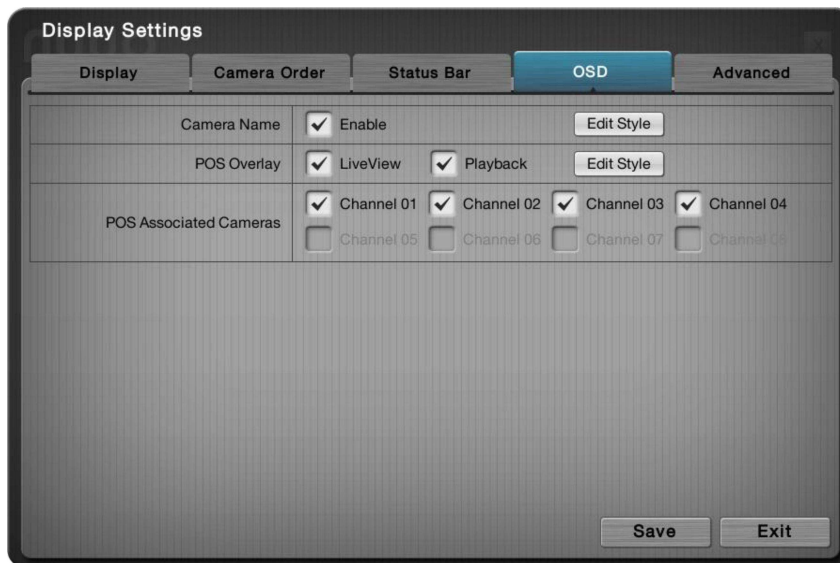 Display Settings
Display Camera Order Status Bar OSD Advanced
Camera Name Enable Edit Style
POS Overlay LiveView Playback Edit Style
POS Associated Cameras
Channel 01 Channel 02 Channel 03 Channel 04
Channel 05 Channel 06 Channel 07 Channel 08
Save Exit